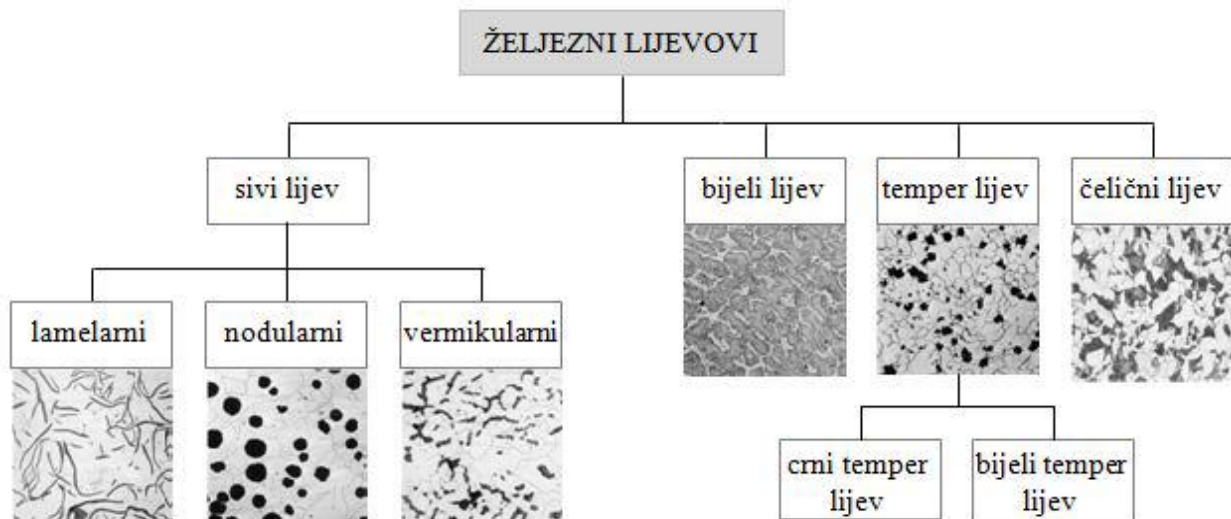 ŽELJEZNI LIJEVOVI
sivi lijev
bijeli lijev
temper lijev
čelični lijev
lamelarni
nodularni
vermikularni
crni temper
lijev
bijeli temper
lijev